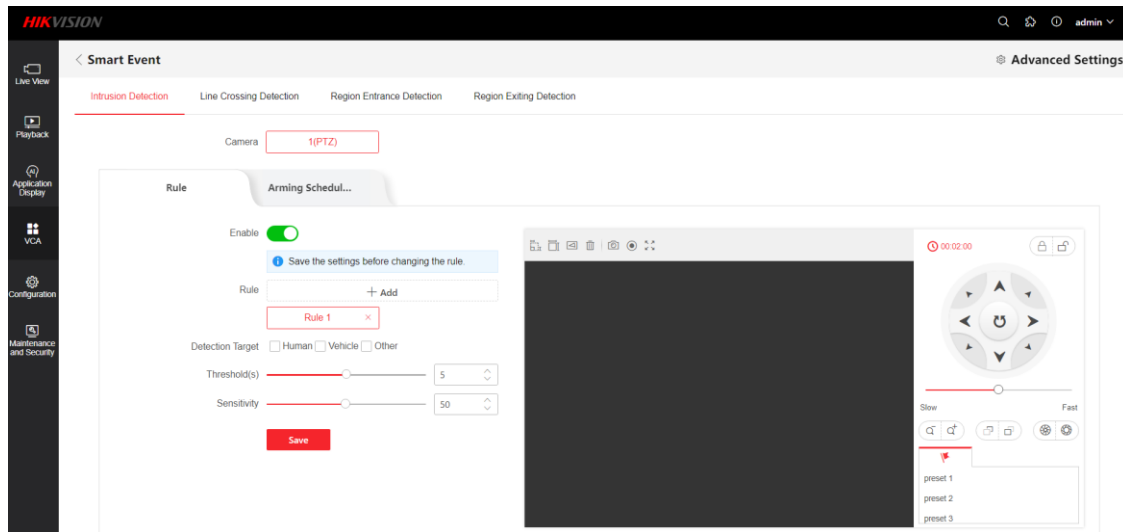 HIKVISION
admin
Live View
Playback
AI
Application
Display
VCA
Configuration
Maintenance
and Security
Smart Event
Advanced Settings
Intrusion Detection
Line Crossing Detection
Region Entrance Detection
Region Exiting Detection
Camera
1(PTZ)
Rule
Arming Schedul...
Enable
Save the settings before changing the rule.
Rule
Add
Rule 1
Detection Target
Human
Vehicle
Other
Threshold(s)
5
Sensitivity
50
Save
00:02:00
Slow
Fast
preset 1
preset 2
preset 3